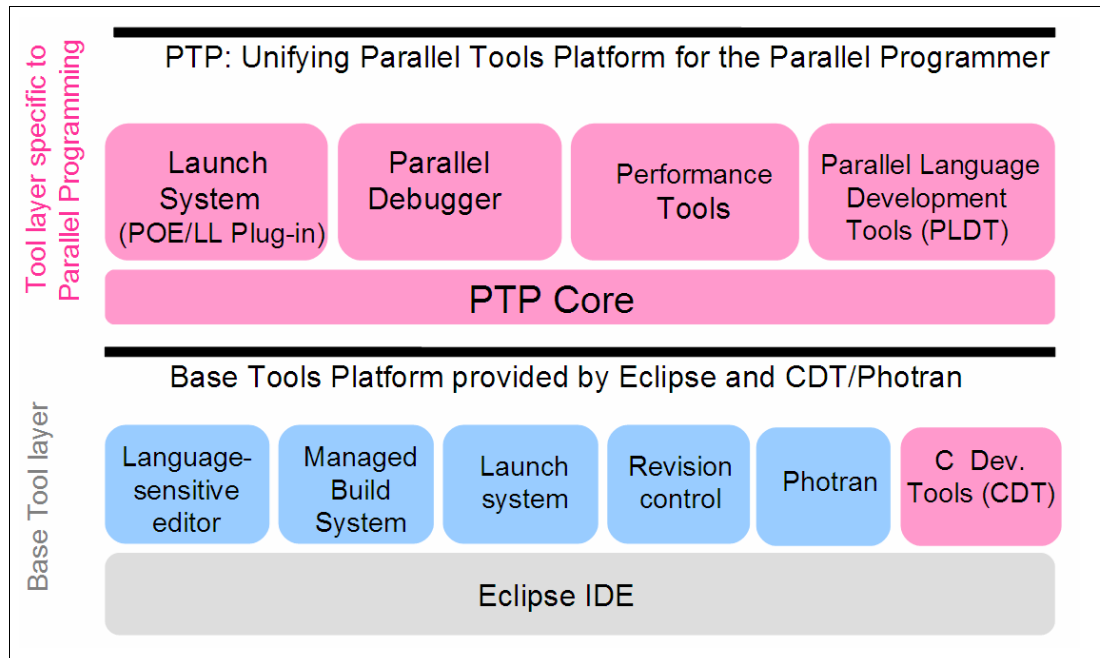 Tool layer specific to
Parallel Programming
PTP: Unifying Parallel Tools Platform for the Parallel Programmer
Launch
System
(POE/LL Plug-in)
Parallel
Debugger
Performance
Tools
Parallel Language
Development
Tools (PLDT)
PTP Core
Base Tool layer
Base Tools Platform provided by Eclipse and CDT/Photran
Language-
sensitive
editor
Managed
Build
System
Launch
system
Revision
control
Photran
C Dev.
Tools (CDT)
Eclipse IDE